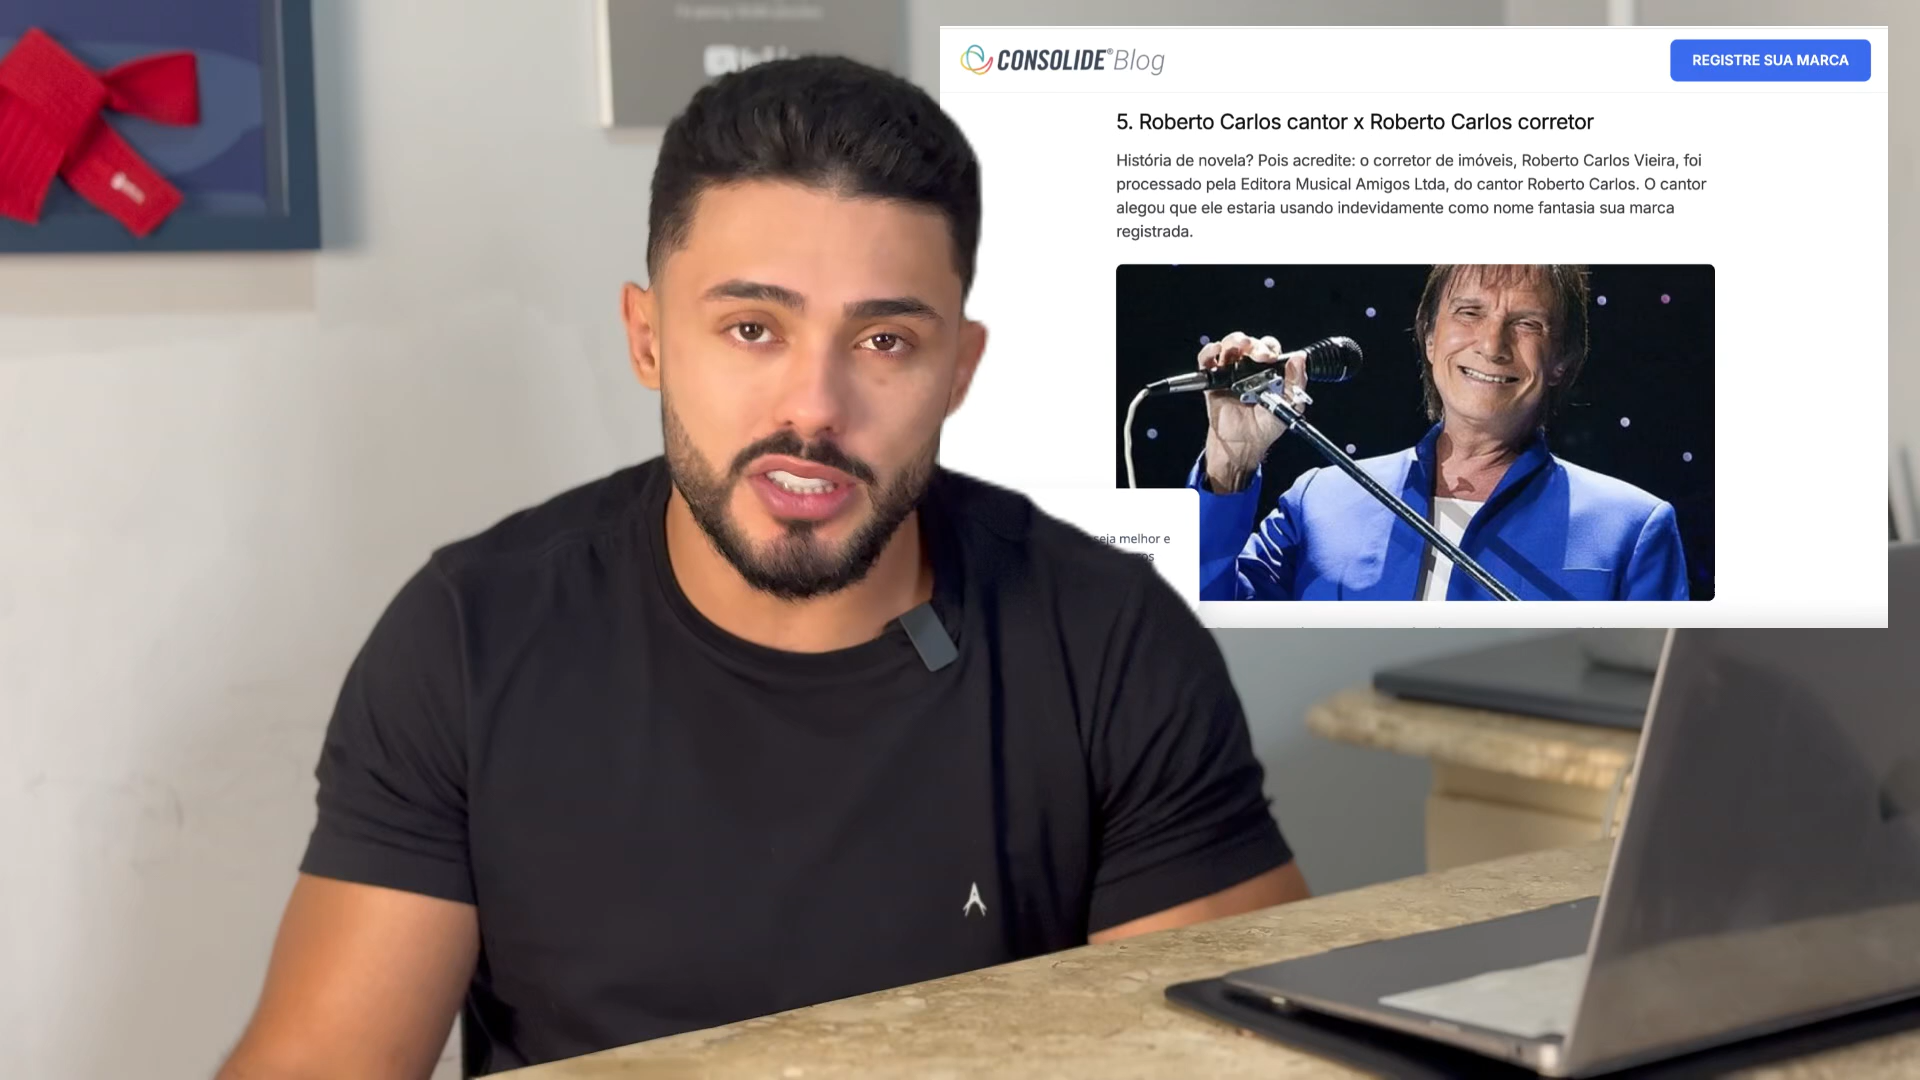 CONSOLIDE® Blog
REGISTRE SUA MARCA
5. Roberto Carlos cantor x Roberto Carlos corretor
História de novela? Pois acredite: o corretor de imóveis, Roberto Carlos Vieira, foi
processado pela Editora Musical Amigos Ltda, do cantor Roberto Carlos. O cantor
alegou que ele estaria usando indevidamente como nome fantasia sua marca
registrada.
seja melhor e